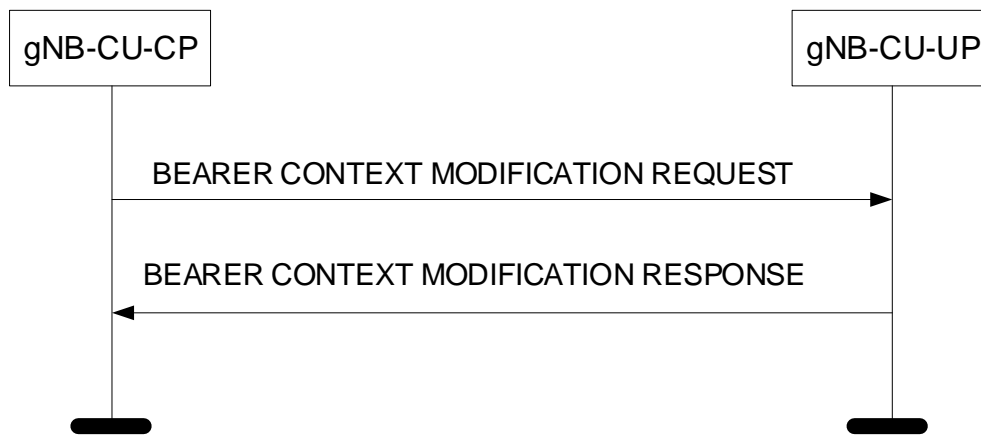 gNB-CU-CP
gNB-CU-UP
BEARER CONTEXT MODIFICATION REQUEST
BEARER CONTEXT MODIFICATION RESPONSE